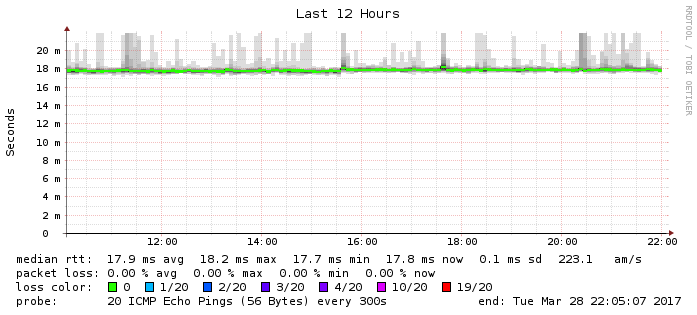 Last 12 Hours
RRDTOOL / TOBI OETIKER
Seconds
20 m
18 m
16 m
14 m
12 m
10 m
8 m
6 m
4 m
2 m
0
12:00 14:00 16:00 18:00 20:00 22:00
median rtt: 17.9 ms avg 18.2 ms max 17.7 ms min 17.8 ms now 0.1 ms sd 223.1 am/s
packet loss: 0.00 % avg 0.00 % max 0.00 % min 0.00 % now
loss color: 0 1/20 2/20 3/20 4/20 10/20 19/20
probe: 20 ICMP Echo Pings (56 Bytes) every 300s end: Tue Mar 28 22:05:07 2017